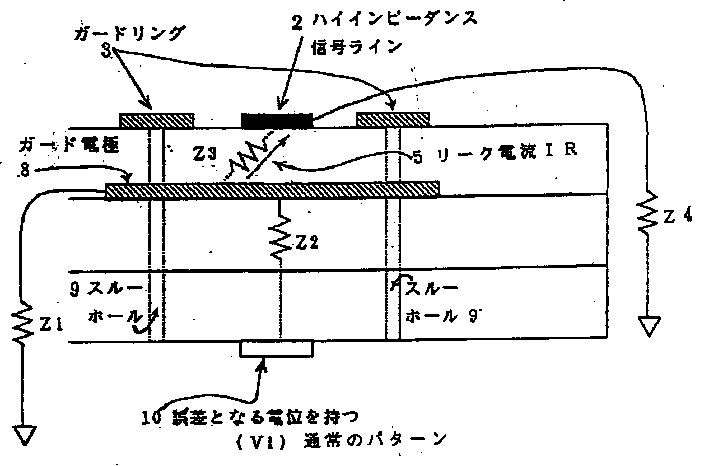 ガードリング
3
2 ハイインピーダンス
信号ライン
ガード電極
8
Z3
5 リーク電流IR
Z4
Z2
9 スルー
ホール
スルー
ホール 9
Z1
10 誤差となる電位を持つ
(V1) 通常のパターン